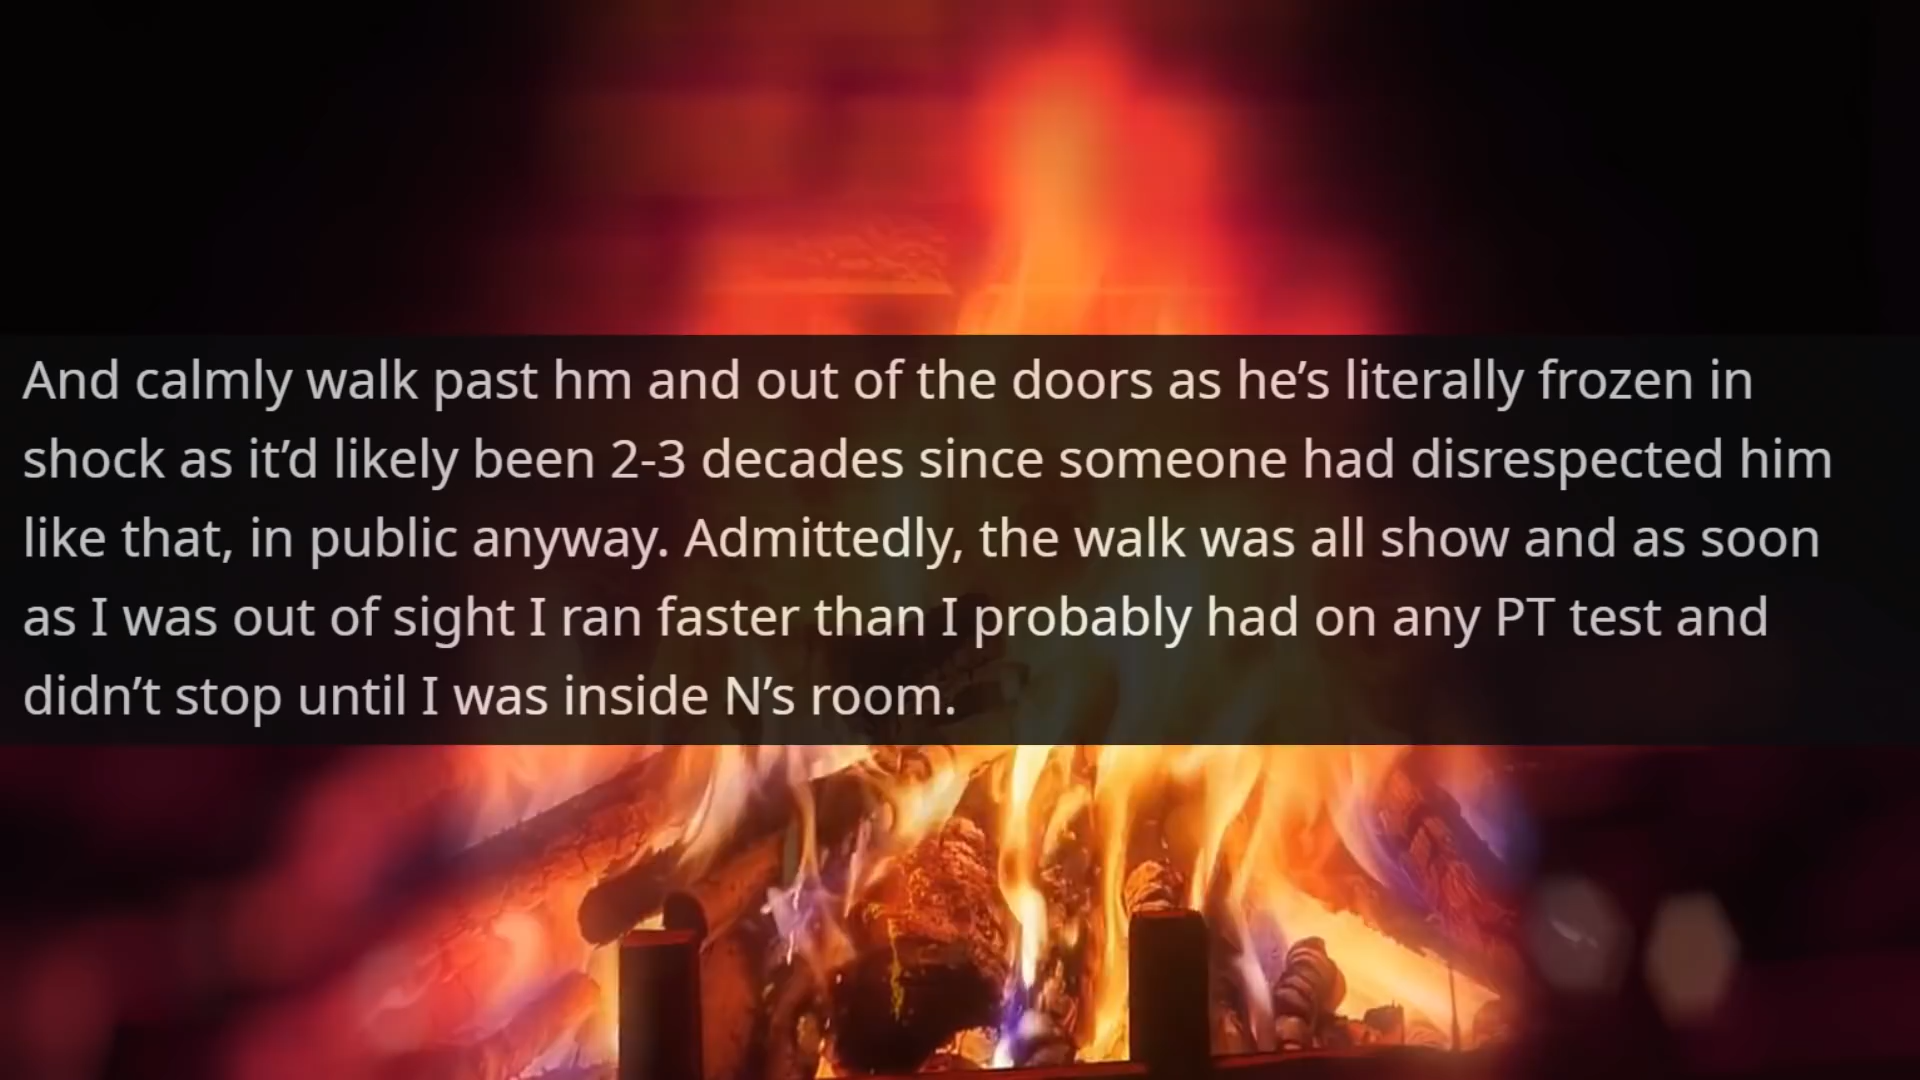 And calmly walk past hm and out of the doors as he’s literally frozen in
shock as it’d likely been 2-3 decades since someone had disrespected him
like that, in public anyway. Admittedly, the walk was all show and as soon
as I was out of sight I ran faster than I probably had on any PT test and
didn’t stop until I was inside N’s room.